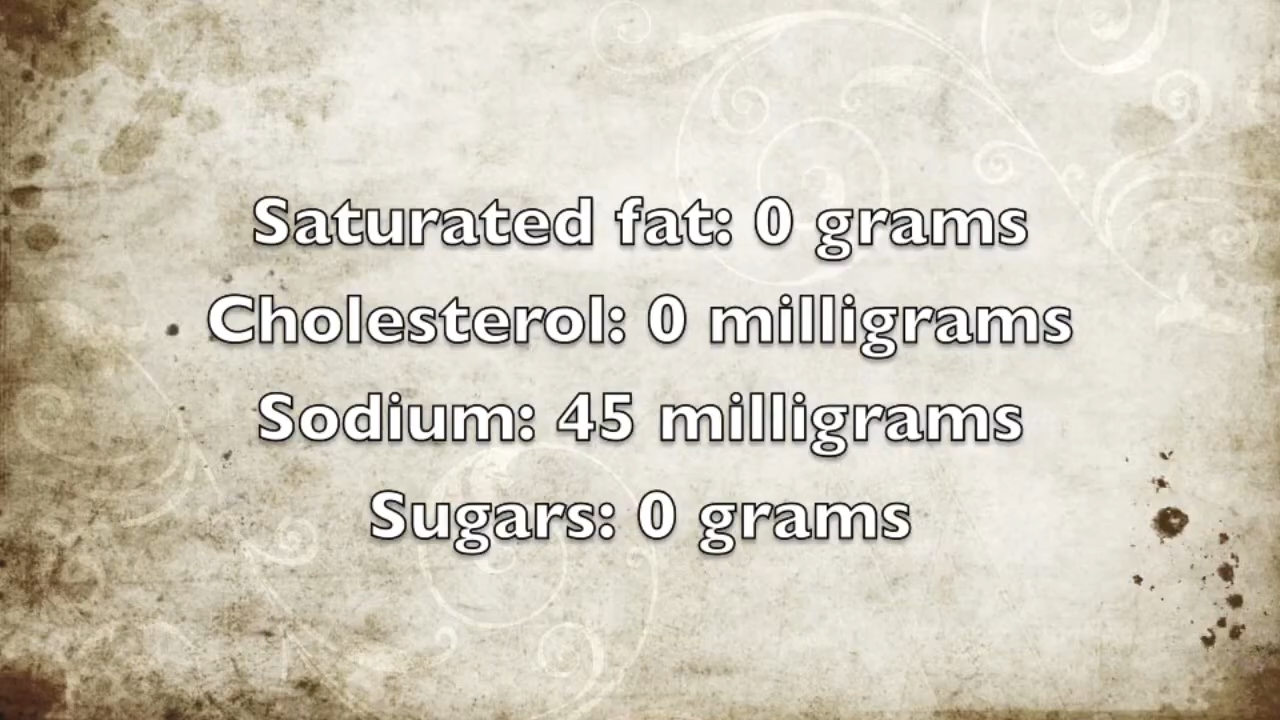 Saturated fat: 0 grams
Cholesterol: 0 milligrams
Sodium: 45 milligrams
Sugars: 0 grams